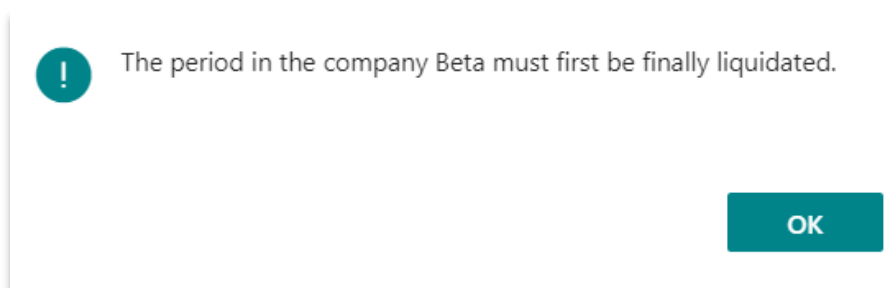 The period in the company Beta must first be finally liquidated.
!
OK